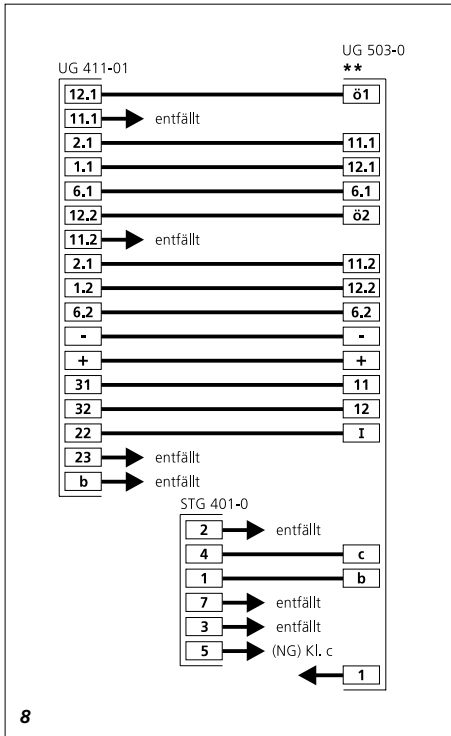 UG 503-0
UG 411-01 **
12.1 ö1
11.1 entfällt
2.1 11.1
1.1 12.1
6.1 6.1
12.2 ö2
11.2 entfällt
2.1 11.2
1.2 12.2
6.2 6.2
- -
+ +
31 11
32 12
22 I
23 entfällt
b entfällt
STG 401-0
2 entfällt
4 c
1 b
7 entfällt
3 entfällt
5 (NG) Kl. c
1
8